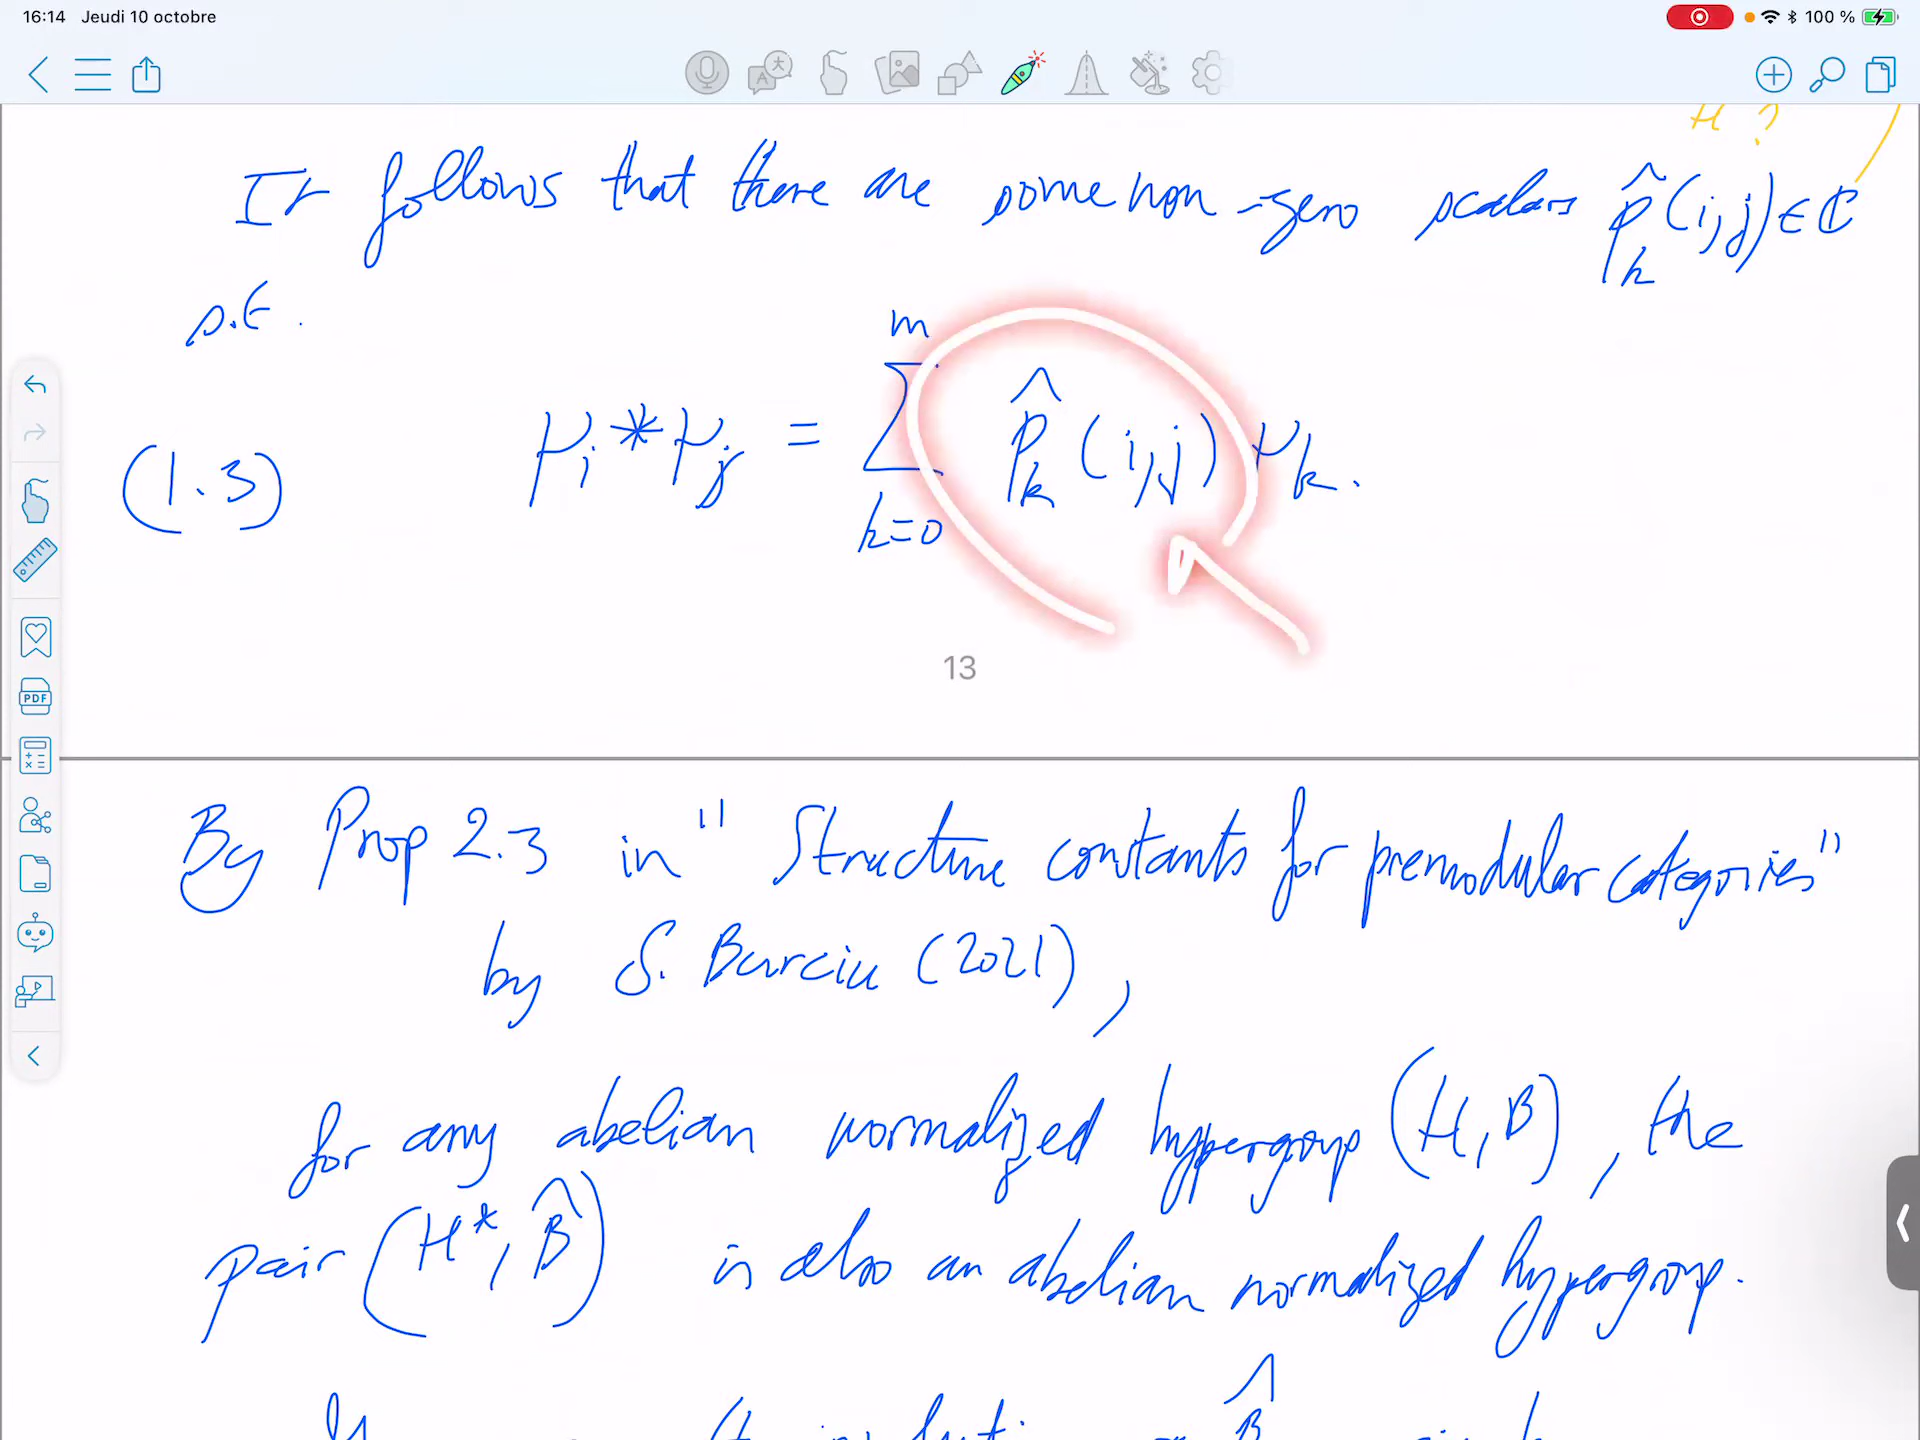 16:14 Jeudi 10 octobre 100 %
H ?
It follows that there are some non-zero scalars p̂_k(i,j) ∈ ℂ
s.t.
m
(1.3) μ_i * μ_j = Σ p̂_k(i,j) μ_k.
k=0
13
By Prop 2.3 in "Structure constants for premodular categories"
by S. Burciu (2021),
for any abelian normalized hypergroup (H, B), the
pair (H*, B̂) is also an abelian normalized hypergroup.
PDF